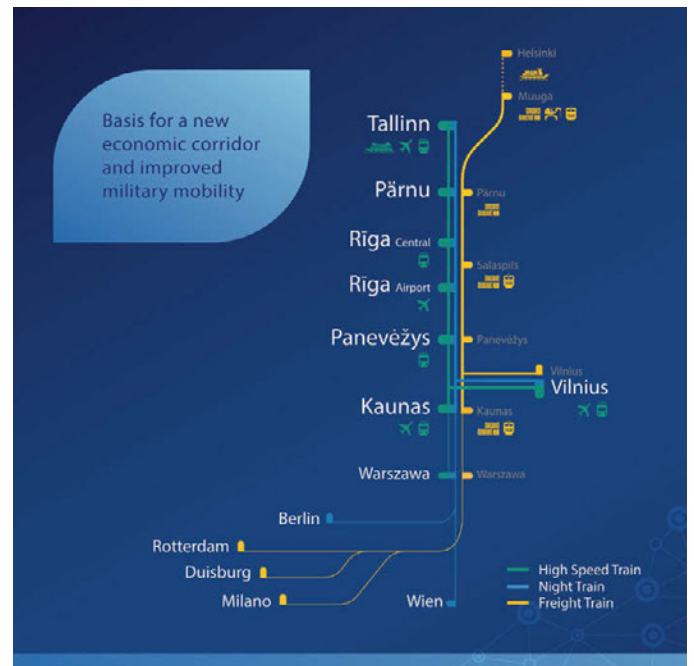 Helsinki
Basis for a new
economic corridor
and improved
military mobility
Muuga
Tallinn
Pärnu
Pärnu
Rīga Central
Salaspils
Rīga Airport
Panevėžys
Panevėžys
Vilnius
Vilnius
Kaunas
Kaunas
Warszawa
Warszawa
Berlin
Rotterdam
Duisburg
Milano
Wien
High Speed Train
Night Train
Freight Train